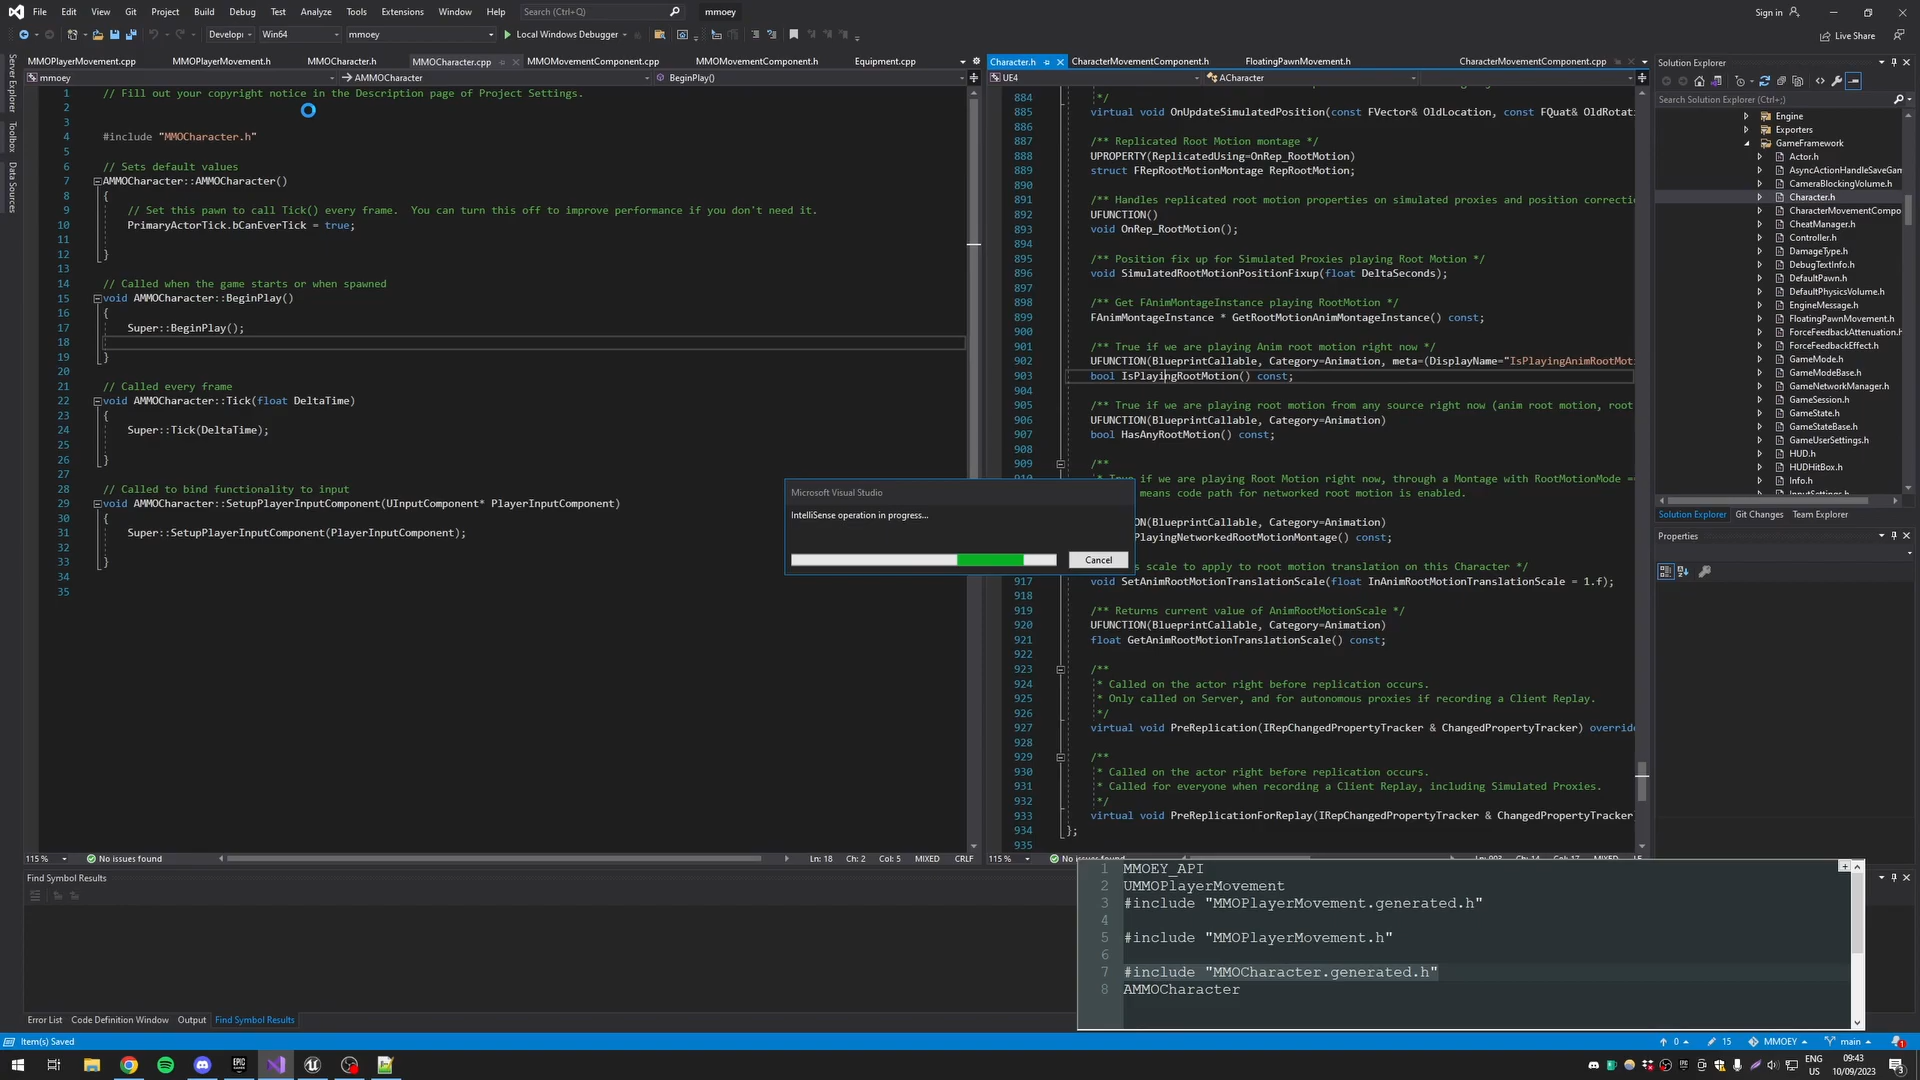 File Edit View Git Project Build Debug Test Analyze Tools Extensions Window Help Search (Ctrl+Q) mmoey Sign in
Develop Win64 mmoey Local Windows Debugger Live Share
MMOPlayerMovement.cpp MMOPlayerMovement.h MMOCharacter.h MMOCharacter.cpp MMOMovementComponent.cpp MMOMovementComponent.h Equipment.cpp
mmoey AMMOCharacter BeginPlay()
1 // Fill out your copyright notice in the Description page of Project Settings.
2
3
4 #include "MMOCharacter.h"
5
6 // Sets default values
7 AMMOCharacter::AMMOCharacter()
8 {
9 // Set this pawn to call Tick() every frame.  You can turn this off to improve performance if you don't need it.
10 PrimaryActorTick.bCanEverTick = true;
11
12 }
13
14 // Called when the game starts or when spawned
15 void AMMOCharacter::BeginPlay()
16 {
17 Super::BeginPlay();
18
19 }
20
21 // Called every frame
22 void AMMOCharacter::Tick(float DeltaTime)
23 {
24 Super::Tick(DeltaTime);
25
26 }
27
28 // Called to bind functionality to input
29 void AMMOCharacter::SetupPlayerInputComponent(UInputComponent* PlayerInputComponent)
30 {
31 Super::SetupPlayerInputComponent(PlayerInputComponent);
32
33 }
34
35
115 % No issues found Ln: 18 Ch: 2 Col: 5 MIXED CRLF
Server Explorer
Toolbox
Data Sources
Character.h CharacterMovementComponent.h FloatingPawnMovement.h CharacterMovementComponent.cpp
UE4 ACharacter
884 */
885 virtual void OnUpdateSimulatedPosition(const FVector& OldLocation, const FQuat& OldRotati
886
887 /** Replicated Root Motion montage */
888 UPROPERTY(ReplicatedUsing=OnRep_RootMotion)
889 struct FRepRootMotionMontage RepRootMotion;
890
891 /** Handles replicated root motion properties on simulated proxies and position correctio
892 UFUNCTION()
893 void OnRep_RootMotion();
894
895 /** Position fix up for Simulated Proxies playing Root Motion */
896 void SimulatedRootMotionPositionFixup(float DeltaSeconds);
897
898 /** Get FAnimMontageInstance playing RootMotion */
899 FAnimMontageInstance * GetRootMotionAnimMontageInstance() const;
900
901 /** True if we are playing Anim root motion right now */
902 UFUNCTION(BlueprintCallable, Category=Animation, meta=(DisplayName="IsPlayingAnimRootMoti
903 bool IsPlayingRootMotion() const;
904
905 /** True if we are playing root motion from any source right now (anim root motion, root
906 UFUNCTION(BlueprintCallable, Category=Animation)
907 bool HasAnyRootMotion() const;
908
909 /**
if we are playing Root Motion right now, through a Montage with RootMotionMode ==
means code path for networked root motion is enabled.
ON(BlueprintCallable, Category=Animation)
PlayingNetworkedRootMotionMontage() const;
s scale to apply to root motion translation on this Character */
917 void SetAnimRootMotionTranslationScale(float InAnimRootMotionTranslationScale = 1.f);
918
919 /** Returns current value of AnimRootMotionScale */
920 UFUNCTION(BlueprintCallable, Category=Animation)
921 float GetAnimRootMotionTranslationScale() const;
922
923 /**
924 * Called on the actor right before replication occurs.
925 * Only called on Server, and for autonomous proxies if recording a Client Replay.
926 */
927 virtual void PreReplication(IRepChangedPropertyTracker & ChangedPropertyTracker) override
928
929 /**
930 * Called on the actor right before replication occurs.
931 * Called for everyone when recording a Client Replay, including Simulated Proxies.
932 */
933 virtual void PreReplicationForReplay(IRepChangedPropertyTracker & ChangedPropertyTracker
934 };
935
115 %
Microsoft Visual Studio
IntelliSense operation in progress...
Cancel
Solution Explorer
Search Solution Explorer (Ctrl+;)
Engine
Exporters
GameFramework
Actor.h
AsyncActionHandleSaveGam
CameraBlockingVolume.h
Character.h
CharacterMovementCompo
CheatManager.h
Controller.h
DamageType.h
DebugTextInfo.h
DefaultPawn.h
DefaultPhysicsVolume.h
EngineMessage.h
FloatingPawnMovement.h
ForceFeedbackAttenuation.h
ForceFeedbackEffect.h
GameMode.h
GameModeBase.h
GameNetworkManager.h
GameSession.h
GameState.h
GameStateBase.h
GameUserSettings.h
HUD.h
HUDHitBox.h
Info.h
Solution Explorer Git Changes Team Explorer
Properties
1 MMOEY_API
2 UMMOPlayerMovement
3 #include "MMOPlayerMovement.generated.h"
4
5 #include "MMOPlayerMovement.h"
6
7 #include "MMOCharacter.generated.h"
8 AMMOCharacter
Find Symbol Results
Error List Code Definition Window Output Find Symbol Results
Item(s) Saved 0 15 MMOEY main 1
EPIC
ENG
US
09:43
10/09/2023
3